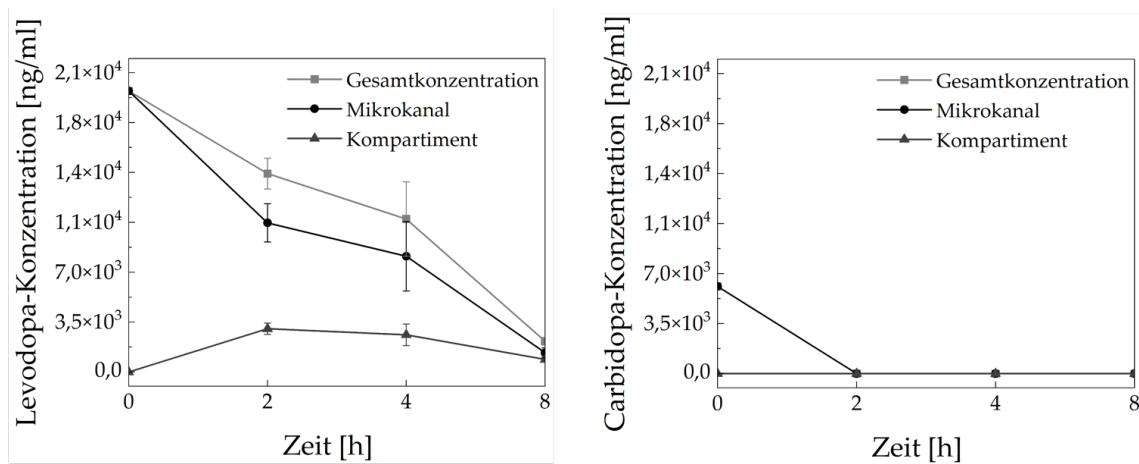 Levodopa-Konzentration [ng/ml]
2,1×10⁴
1,8×10⁴
1,4×10⁴
1,1×10⁴
7,0×10³
3,5×10³
0,0
Gesamtkonzentration
Mikrokanal
Kompartiment
0 2 4 8
Zeit [h]
Carbidopa-Konzentration [ng/ml]
2,1×10⁴
1,8×10⁴
1,4×10⁴
1,1×10⁴
7,0×10³
3,5×10³
0,0
Gesamtkonzentration
Mikrokanal
Kompartiment
0 2 4 8
Zeit [h]